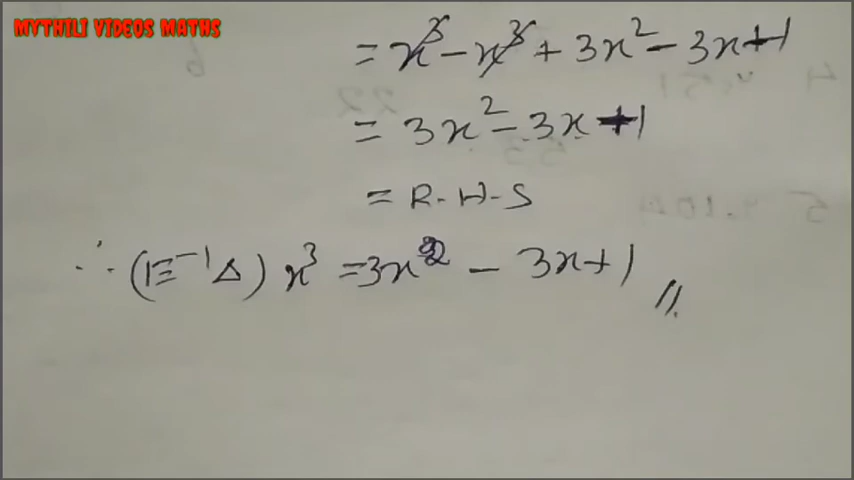 MYTHILI VIDEOS MATHS
= x³ - x³ + 3x² - 3x + 1
= 3x² - 3x + 1
= R.H.S
∴ (E⁻¹Δ) x³ = 3x² - 3x + 1 //.